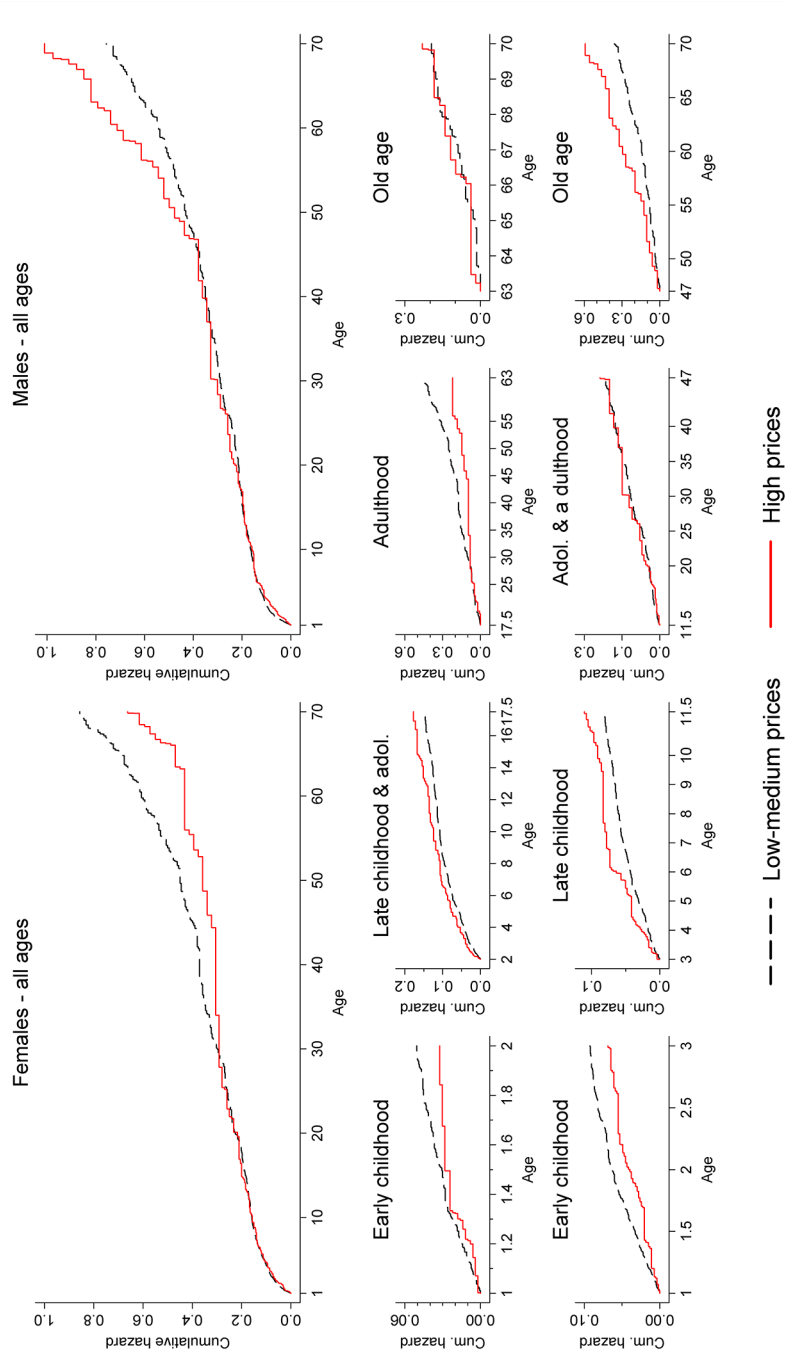 Females - all ages
Cumulative hazard
0.0 0.2 0.4 0.6 0.8 1.0
1 10 20 30 40 50 60 70
Age
Males - all ages
Cumulative hazard
0.0 0.2 0.4 0.6 0.8 1.0
1 10 20 30 40 50 60 70
Age
Early childhood
Cum. hazard
0.00 0.06
1 1.2 1.4 1.6 1.8 2
Age
Late childhood & adol.
Cum. hazard
0.0 0.1 0.2
2 4 6 8 10 12 14 16 17.5
Age
Adulthood
Cum. hazard
0.0 0.3 0.6
17.5 25 30 35 40 45 50 55 63
Age
Old age
Cum. hazard
0.0 0.3
63 64 65 66 67 68 69 70
Age
Early childhood
Cum. hazard
0.00 0.10
1 1.5 2 2.5 3
Age
Late childhood
Cum. hazard
0.0 0.1
3 4 5 6 7 8 9 10 11.5
Age
Adol. & a dulthood
Cum. hazard
0.0 0.1 0.3
11.5 20 25 30 35 40 47
Age
Old age
Cum. hazard
0.0 0.3 0.6
47 50 55 60 65 70
Age
Low-medium prices
High prices